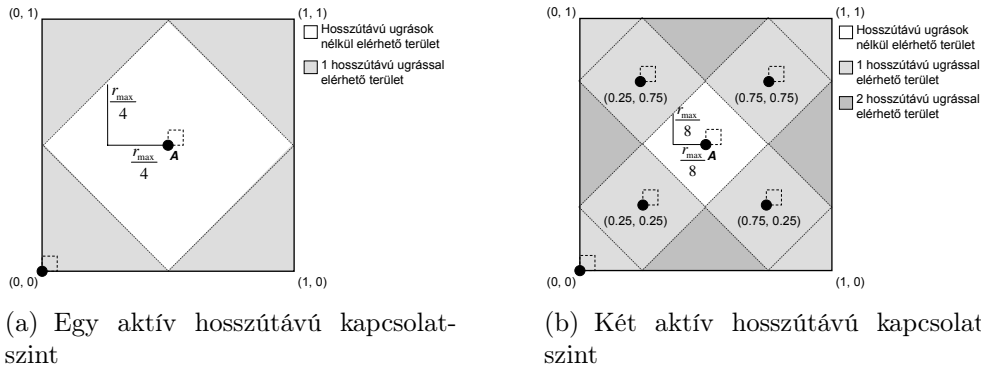 (0, 1)
(1, 1)
Hosszútávú ugrások
nélkül elérhető terület
1 hosszútávú ugrással
elérhető terület
r_max
4
r_max
4
A
(0, 0)
(1, 0)
(a) Egy aktív hosszútávú kapcsolat-
szint
(0, 1)
(1, 1)
Hosszútávú ugrások
nélkül elérhető terület
1 hosszútávú ugrással
elérhető terület
2 hosszútávú ugrással
elérhető terület
(0.25, 0.75)
(0.75, 0.75)
r_max
8
r_max
8
A
(0.25, 0.25)
(0.75, 0.25)
(0, 0)
(1, 0)
(b) Két aktív hosszútávú kapcsolat
szint